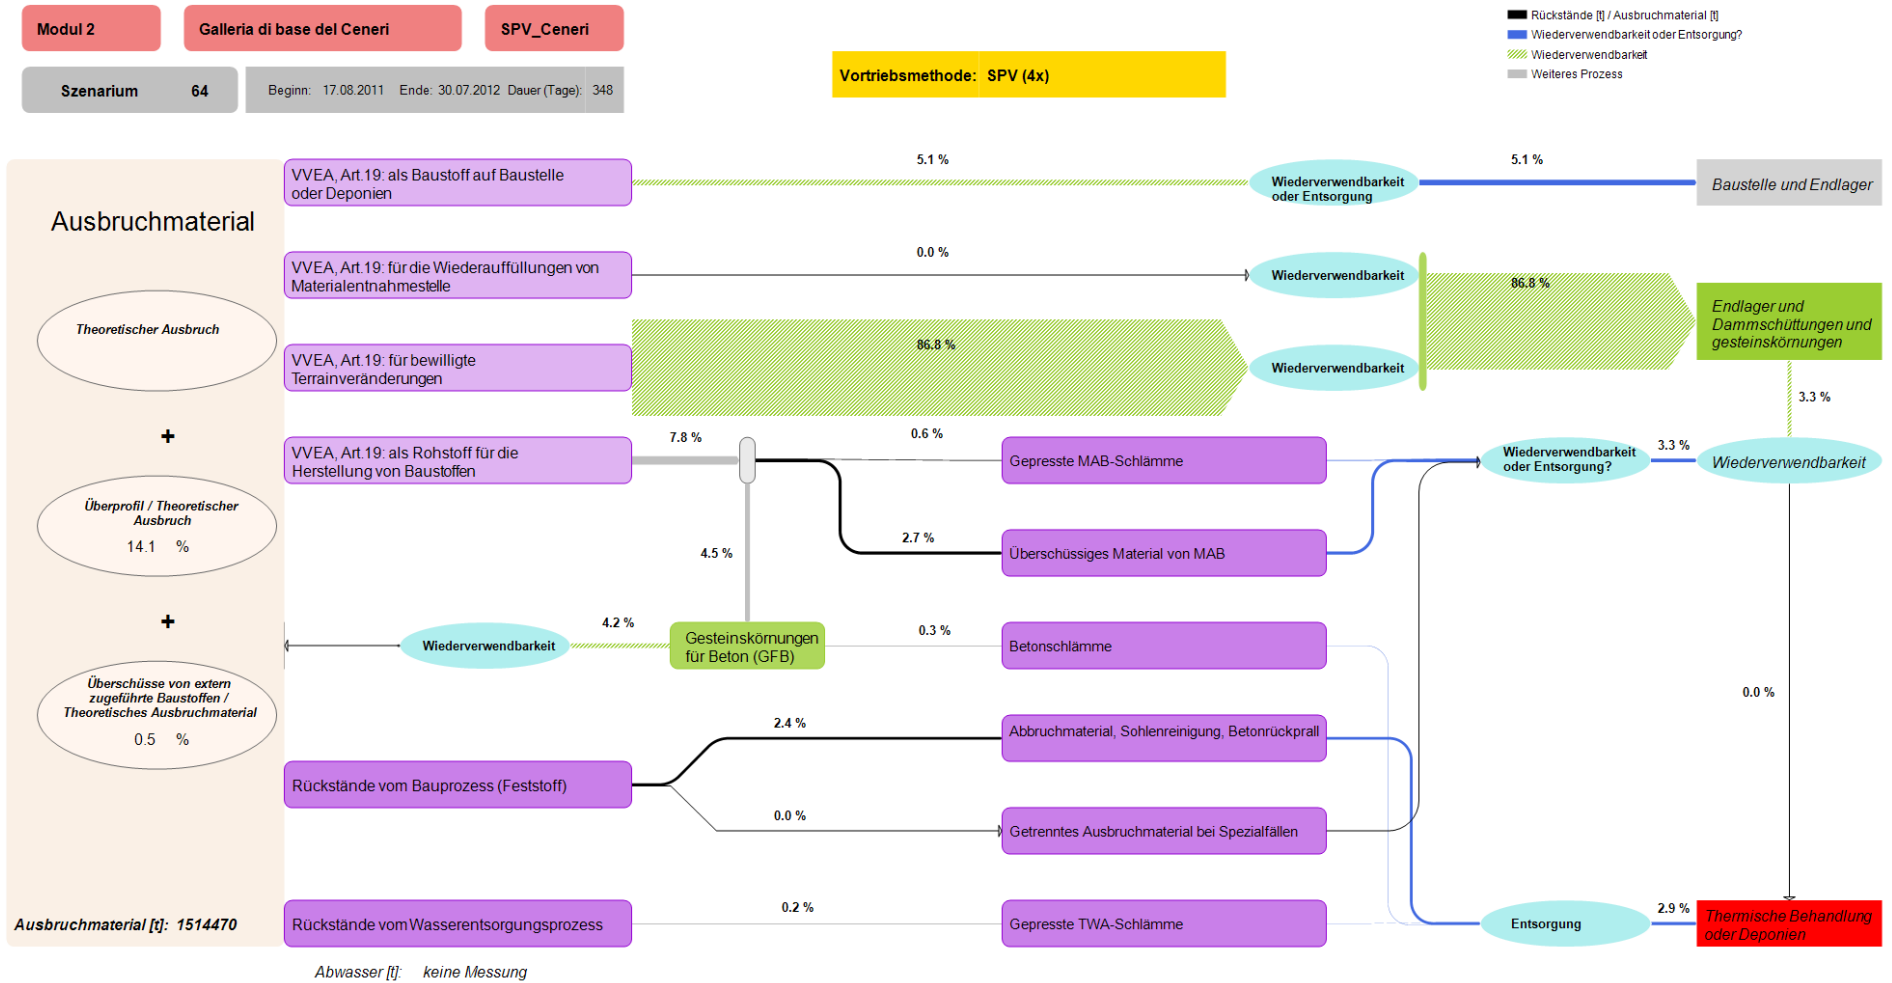 Modul 2
Galleria di base del Ceneri
SPV_Ceneri
Szenarium 64
Beginn: 17.08.2011 Ende: 30.07.2012 Dauer (Tage): 348
Vortriebsmethode: SPV (4x)
Rückstände [t] / Ausbruchmaterial [t]
Wiederverwendbarkeit oder Entsorgung?
Wiederverwendbarkeit
Weiteres Prozess
Ausbruchmaterial
Theoretischer Ausbruch
+
Überprofil / Theoretischer
Ausbruch
14.1 %
+
Überschüsse von extern
zugeführte Baustoffen /
Theoretisches Ausbruchmaterial
0.5 %
Ausbruchmaterial [t]: 1514470
VVEA, Art.19: als Baustoff auf Baustelle
oder Deponien
5.1 %
Wiederverwendbarkeit
oder Entsorgung
5.1 %
Baustelle und Endlager
VVEA, Art.19: für die Wiederauffüllungen von
Materialentnahmestelle
0.0 %
Wiederverwendbarkeit
VVEA, Art.19: für bewilligte
Terrainveränderungen
86.8 %
Wiederverwendbarkeit
86.8 %
Endlager und
Dammschüttungen und
gesteinskörnungen
3.3 %
VVEA, Art.19: als Rohstoff für die
Herstellung von Baustoffen
7.8 %
0.6 %
Gepresste MAB-Schlämme
Wiederverwendbarkeit
oder Entsorgung?
3.3 %
Wiederverwendbarkeit
2.7 %
Überschüssiges Material von MAB
4.5 %
Wiederverwendbarkeit
4.2 %
Gesteinskörnungen
für Beton (GFB)
0.3 %
Betonschlämme
0.0 %
Rückstände vom Bauprozess (Feststoff)
2.4 %
Abbruchmaterial, Sohlenreinigung, Betonrückprall
0.0 %
Getrenntes Ausbruchmaterial bei Spezialfällen
Rückstände vom Wasserentsorgungsprozess
0.2 %
Gepresste TWA-Schlämme
Entsorgung
2.9 %
Thermische Behandlung
oder Deponien
Abwasser [t]: keine Messung